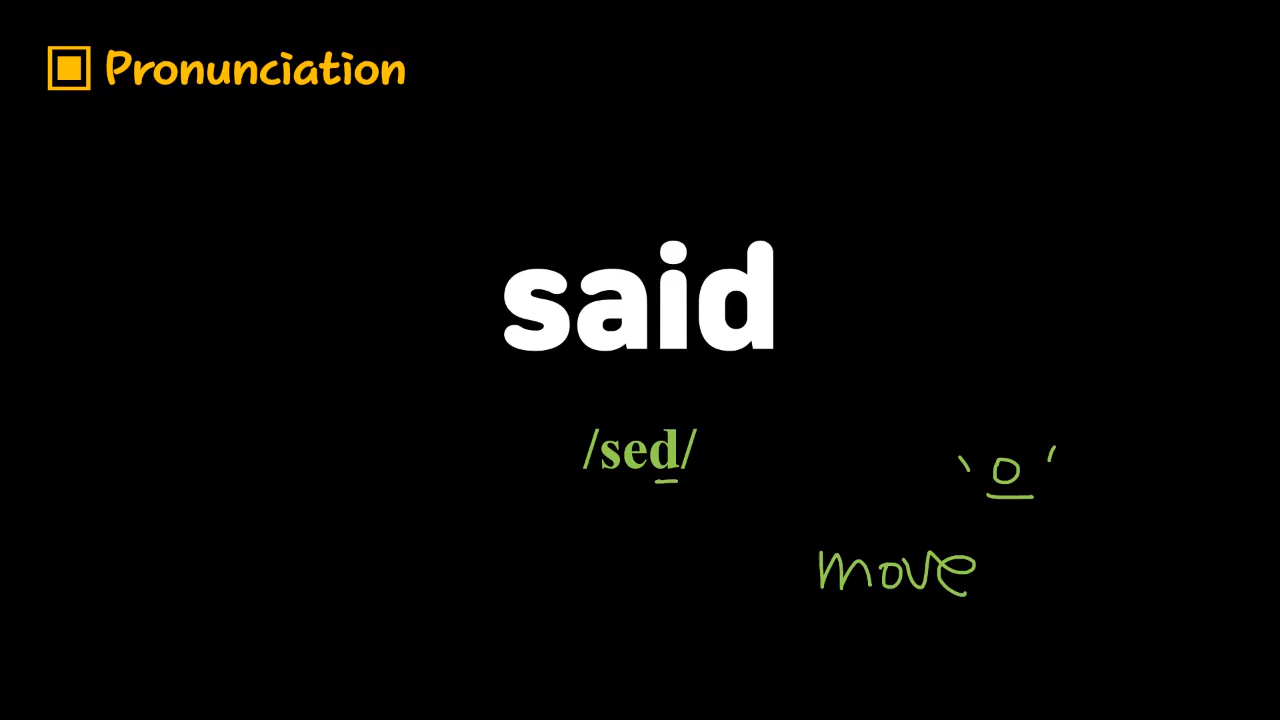 Pronunciation
said
/sed/
'o'
move